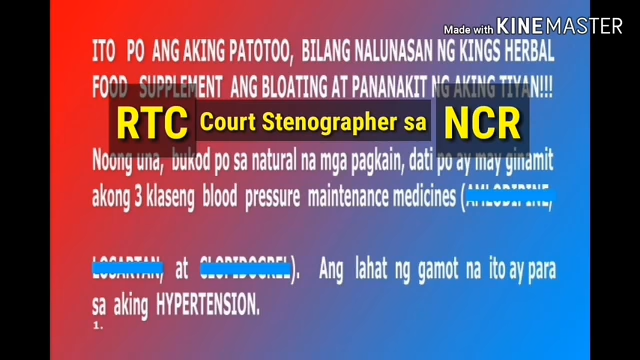 Made with KINEMASTER
ITO PO ANG AKING PATOTOO, BILANG NALUNASAN NG KINGS HERBAL
FOOD SUPPLEMENT ANG BLOATING AT PANANAKIT NG AKING TIYAN!!!
RTC Court Stenographer sa NCR
Noong una, bukod po sa natural na mga pagkain, dati po ay may ginamit
akong 3 klaseng blood pressure maintenance medicines (AMLODIPINE,
LOSARTAN, at CLOPIDOGREL). Ang lahat ng gamot na ito ay para
sa aking HYPERTENSION.
1.